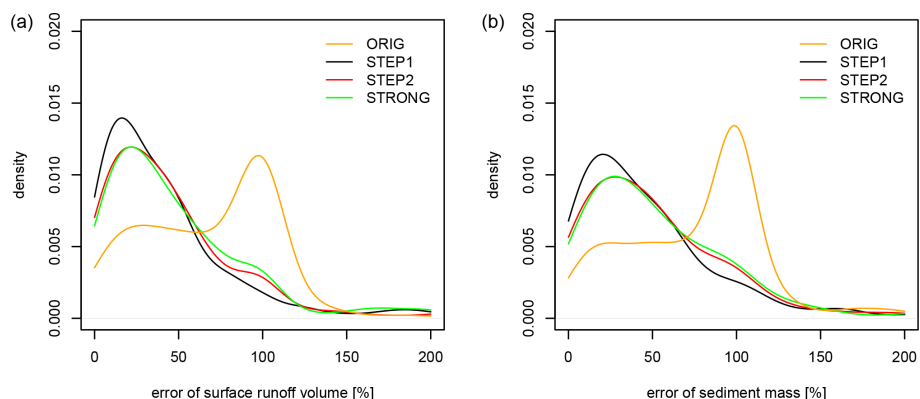 (a)
0.020
0.015
0.010
0.005
0.000
density
ORIG
STEP1
STEP2
STRONG
0 50 100 150 200
error of surface runoff volume [%]
(b)
0.020
0.015
0.010
0.005
0.000
density
ORIG
STEP1
STEP2
STRONG
0 50 100 150 200
error of sediment mass [%]